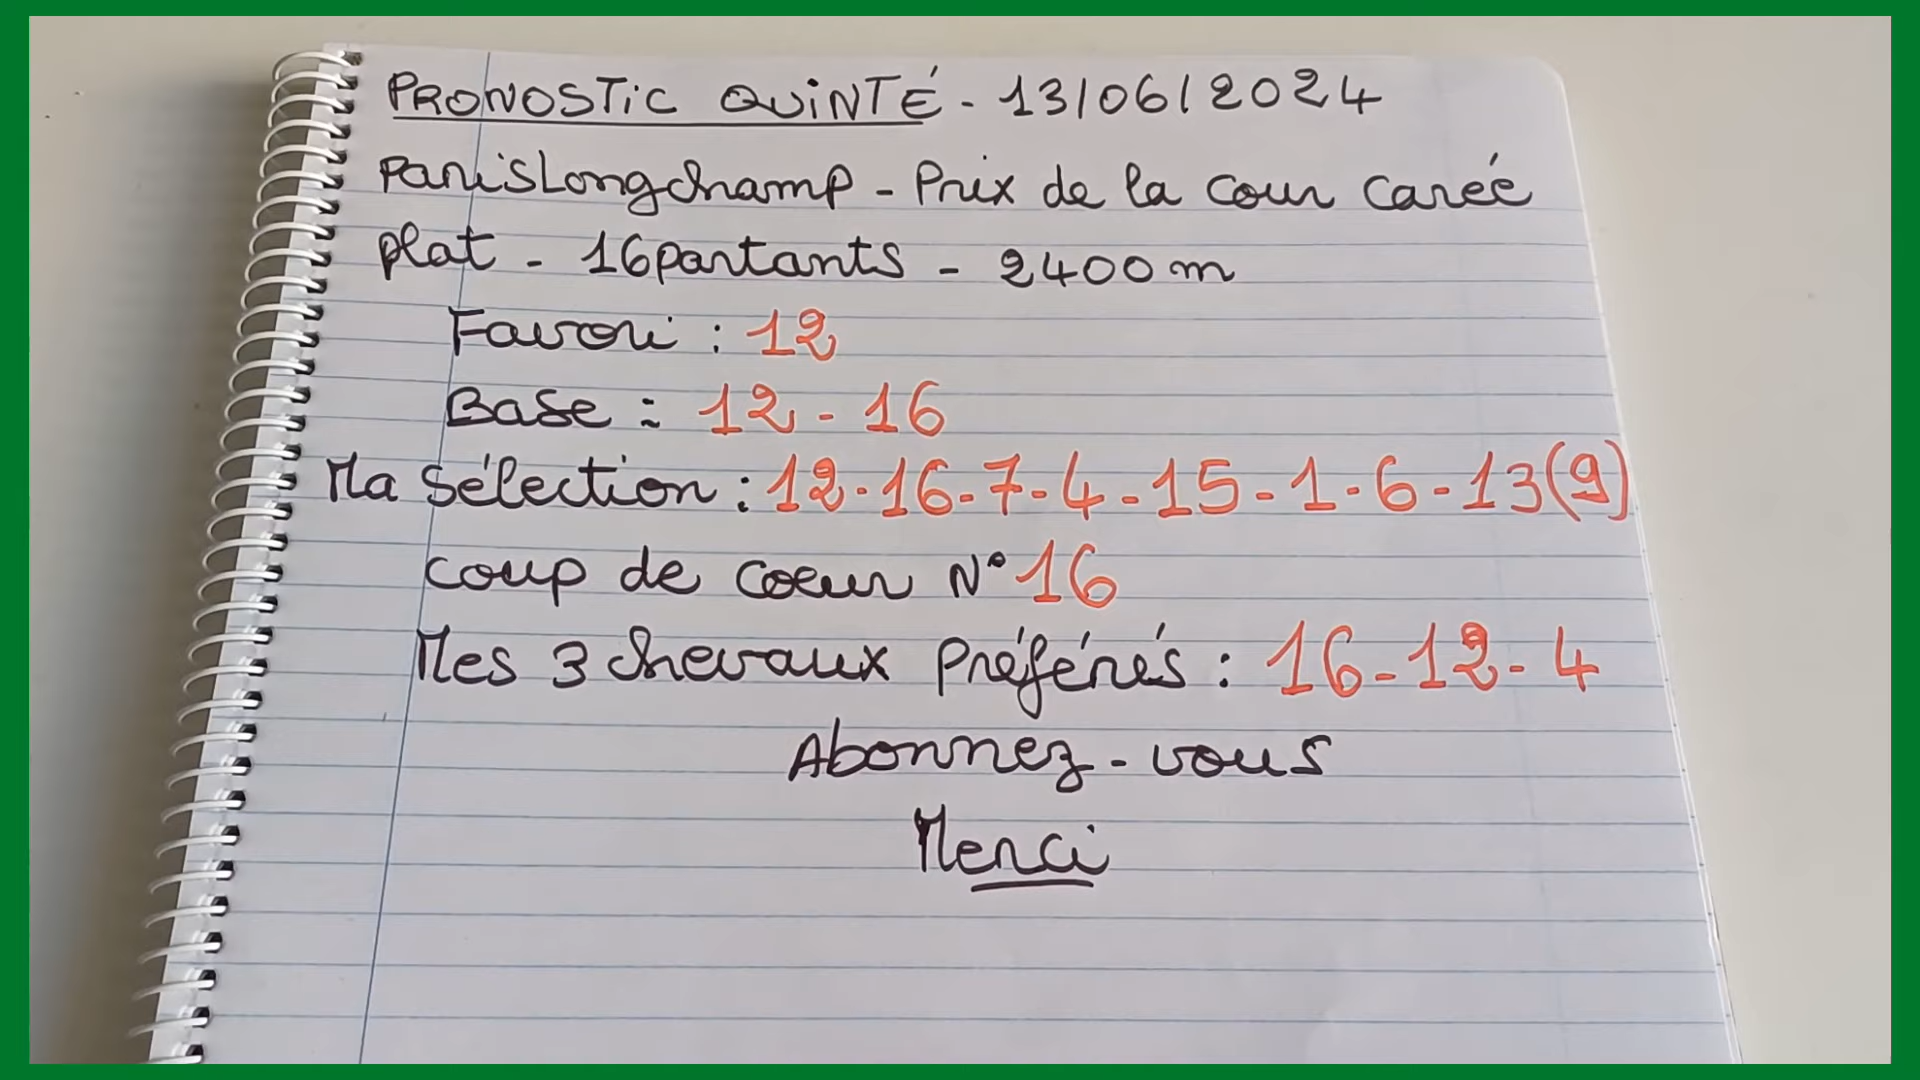 PRONOSTIC QUINTÉ - 13/06/2024
ParisLongchamp - Prix de la Cour Carée
plat - 16 partants - 2400 m
Favori : 12
Base : 12 - 16
Ma Sélection : 12 - 16 - 7 - 4 - 15 - 1 - 6 - 13 (9)
coup de coeur N° 16
Mes 3 chevaux Préférés : 16 - 12 - 4
Abonnez-vous
Merci